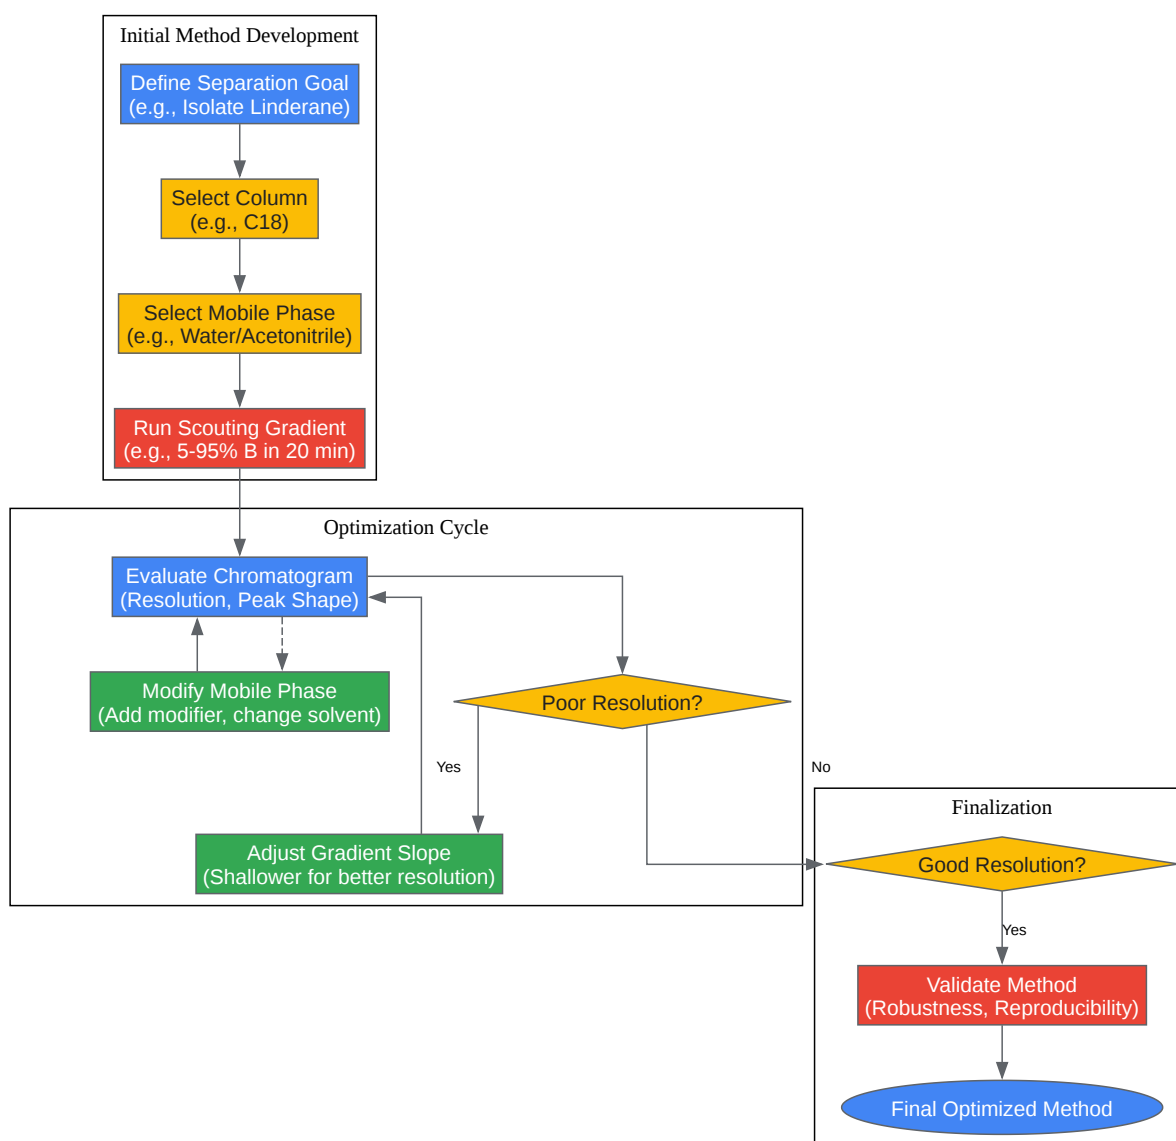 Initial Method Development
Define Separation Goal
(e.g., Isolate Linderane)
Select Column
(e.g., C18)
Select Mobile Phase
(e.g., Water/Acetonitrile)
Run Scouting Gradient
(e.g., 5-95% B in 20 min)
Optimization Cycle
Evaluate Chromatogram
(Resolution, Peak Shape)
Modify Mobile Phase
(Add modifier, change solvent)
Poor Resolution?
Yes
No
Adjust Gradient Slope
(Shallower for better resolution)
Finalization
Good Resolution?
Yes
Validate Method
(Robustness, Reproducibility)
Final Optimized Method